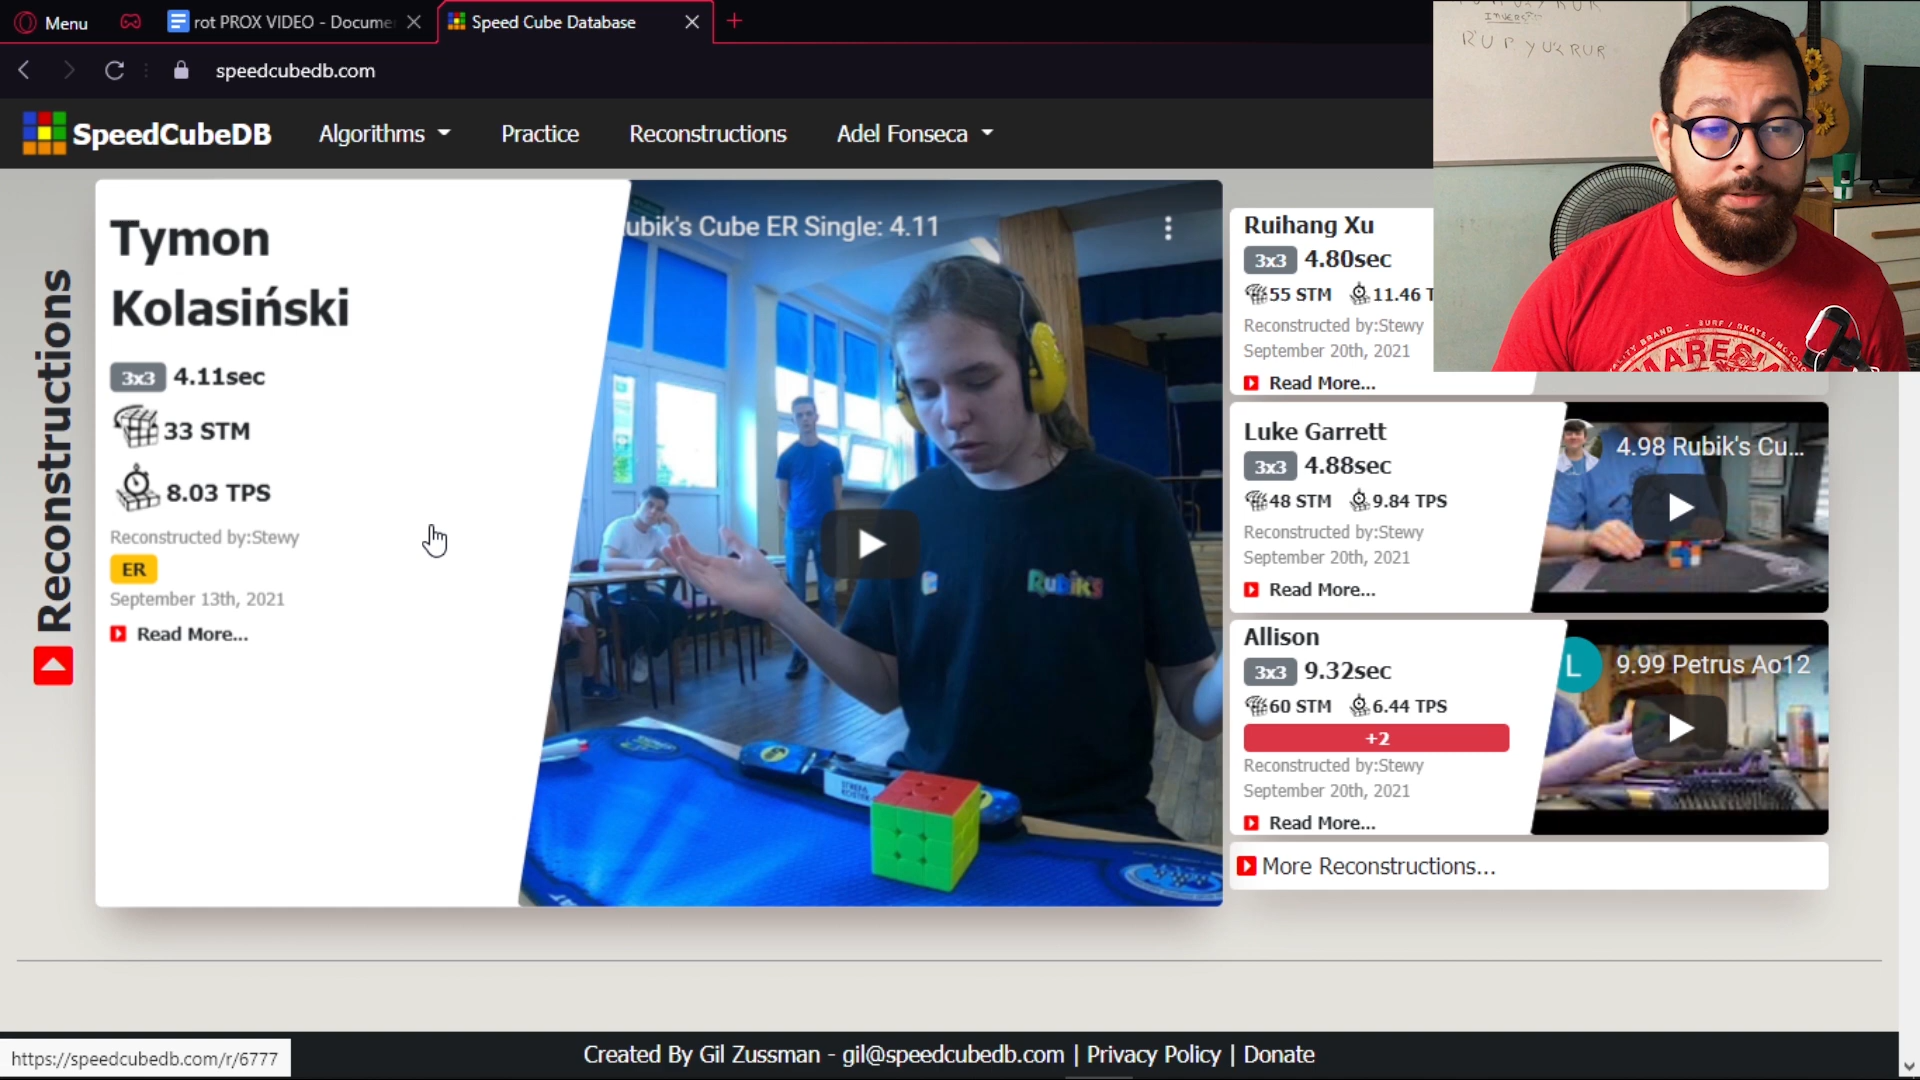 Menu
rot PROX VIDEO - Docume
Speed Cube Database
speedcubedb.com
SpeedCubeDB
Algorithms
Practice
Reconstructions
Adel Fonseca
Reconstructions
Tymon
Kolasiński
3x3 4.11sec
33 STM
8.03 TPS
Reconstructed by:Stewy
ER
September 13th, 2021
Read More...
ubik's Cube ER Single: 4.11
Rubik's
Ruihang Xu
3x3 4.80sec
55 STM 11.46 T
Reconstructed by:Stewy
September 20th, 2021
Read More...
Luke Garrett
3x3 4.88sec
48 STM 9.84 TPS
Reconstructed by:Stewy
September 20th, 2021
Read More...
4.98 Rubik's Cu...
Allison
3x3 9.32sec
60 STM 6.44 TPS
+2
Reconstructed by:Stewy
September 20th, 2021
Read More...
L 9.99 Petrus Ao12
More Reconstructions...
https://speedcubedb.com/r/6777
Created By Gil Zussman - gil@speedcubedb.com | Privacy Policy | Donate